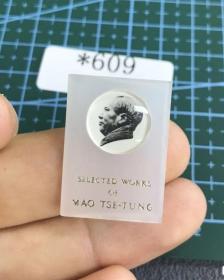 *609
SELECTED WORKS
OF
MAO TSE-TUNG